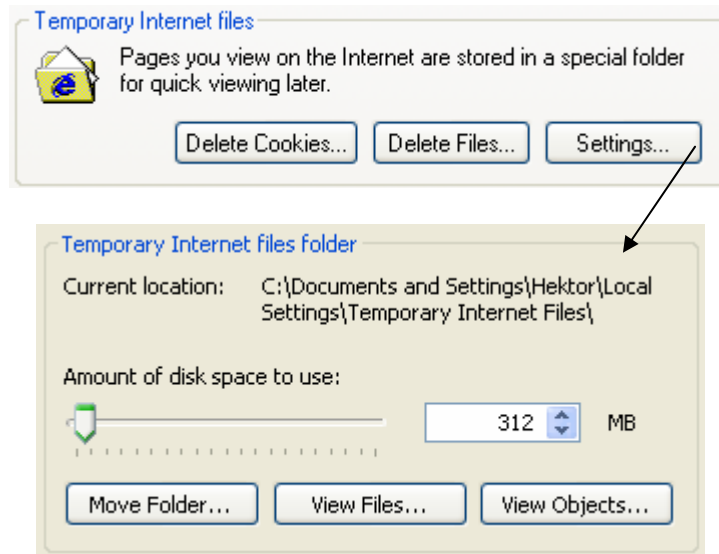 Temporary Internet files
Pages you view on the Internet are stored in a special folder
for quick viewing later.
Delete Cookies... Delete Files... Settings...
Temporary Internet files folder
Current location: C:\Documents and Settings\Hektor\Local
Settings\Temporary Internet Files\
Amount of disk space to use:
312 MB
Move Folder... View Files... View Objects...